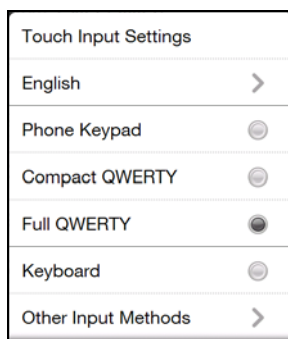 Touch Input Settings
English
Phone Keypad
Compact QWERTY
Full QWERTY
Keyboard
Other Input Methods